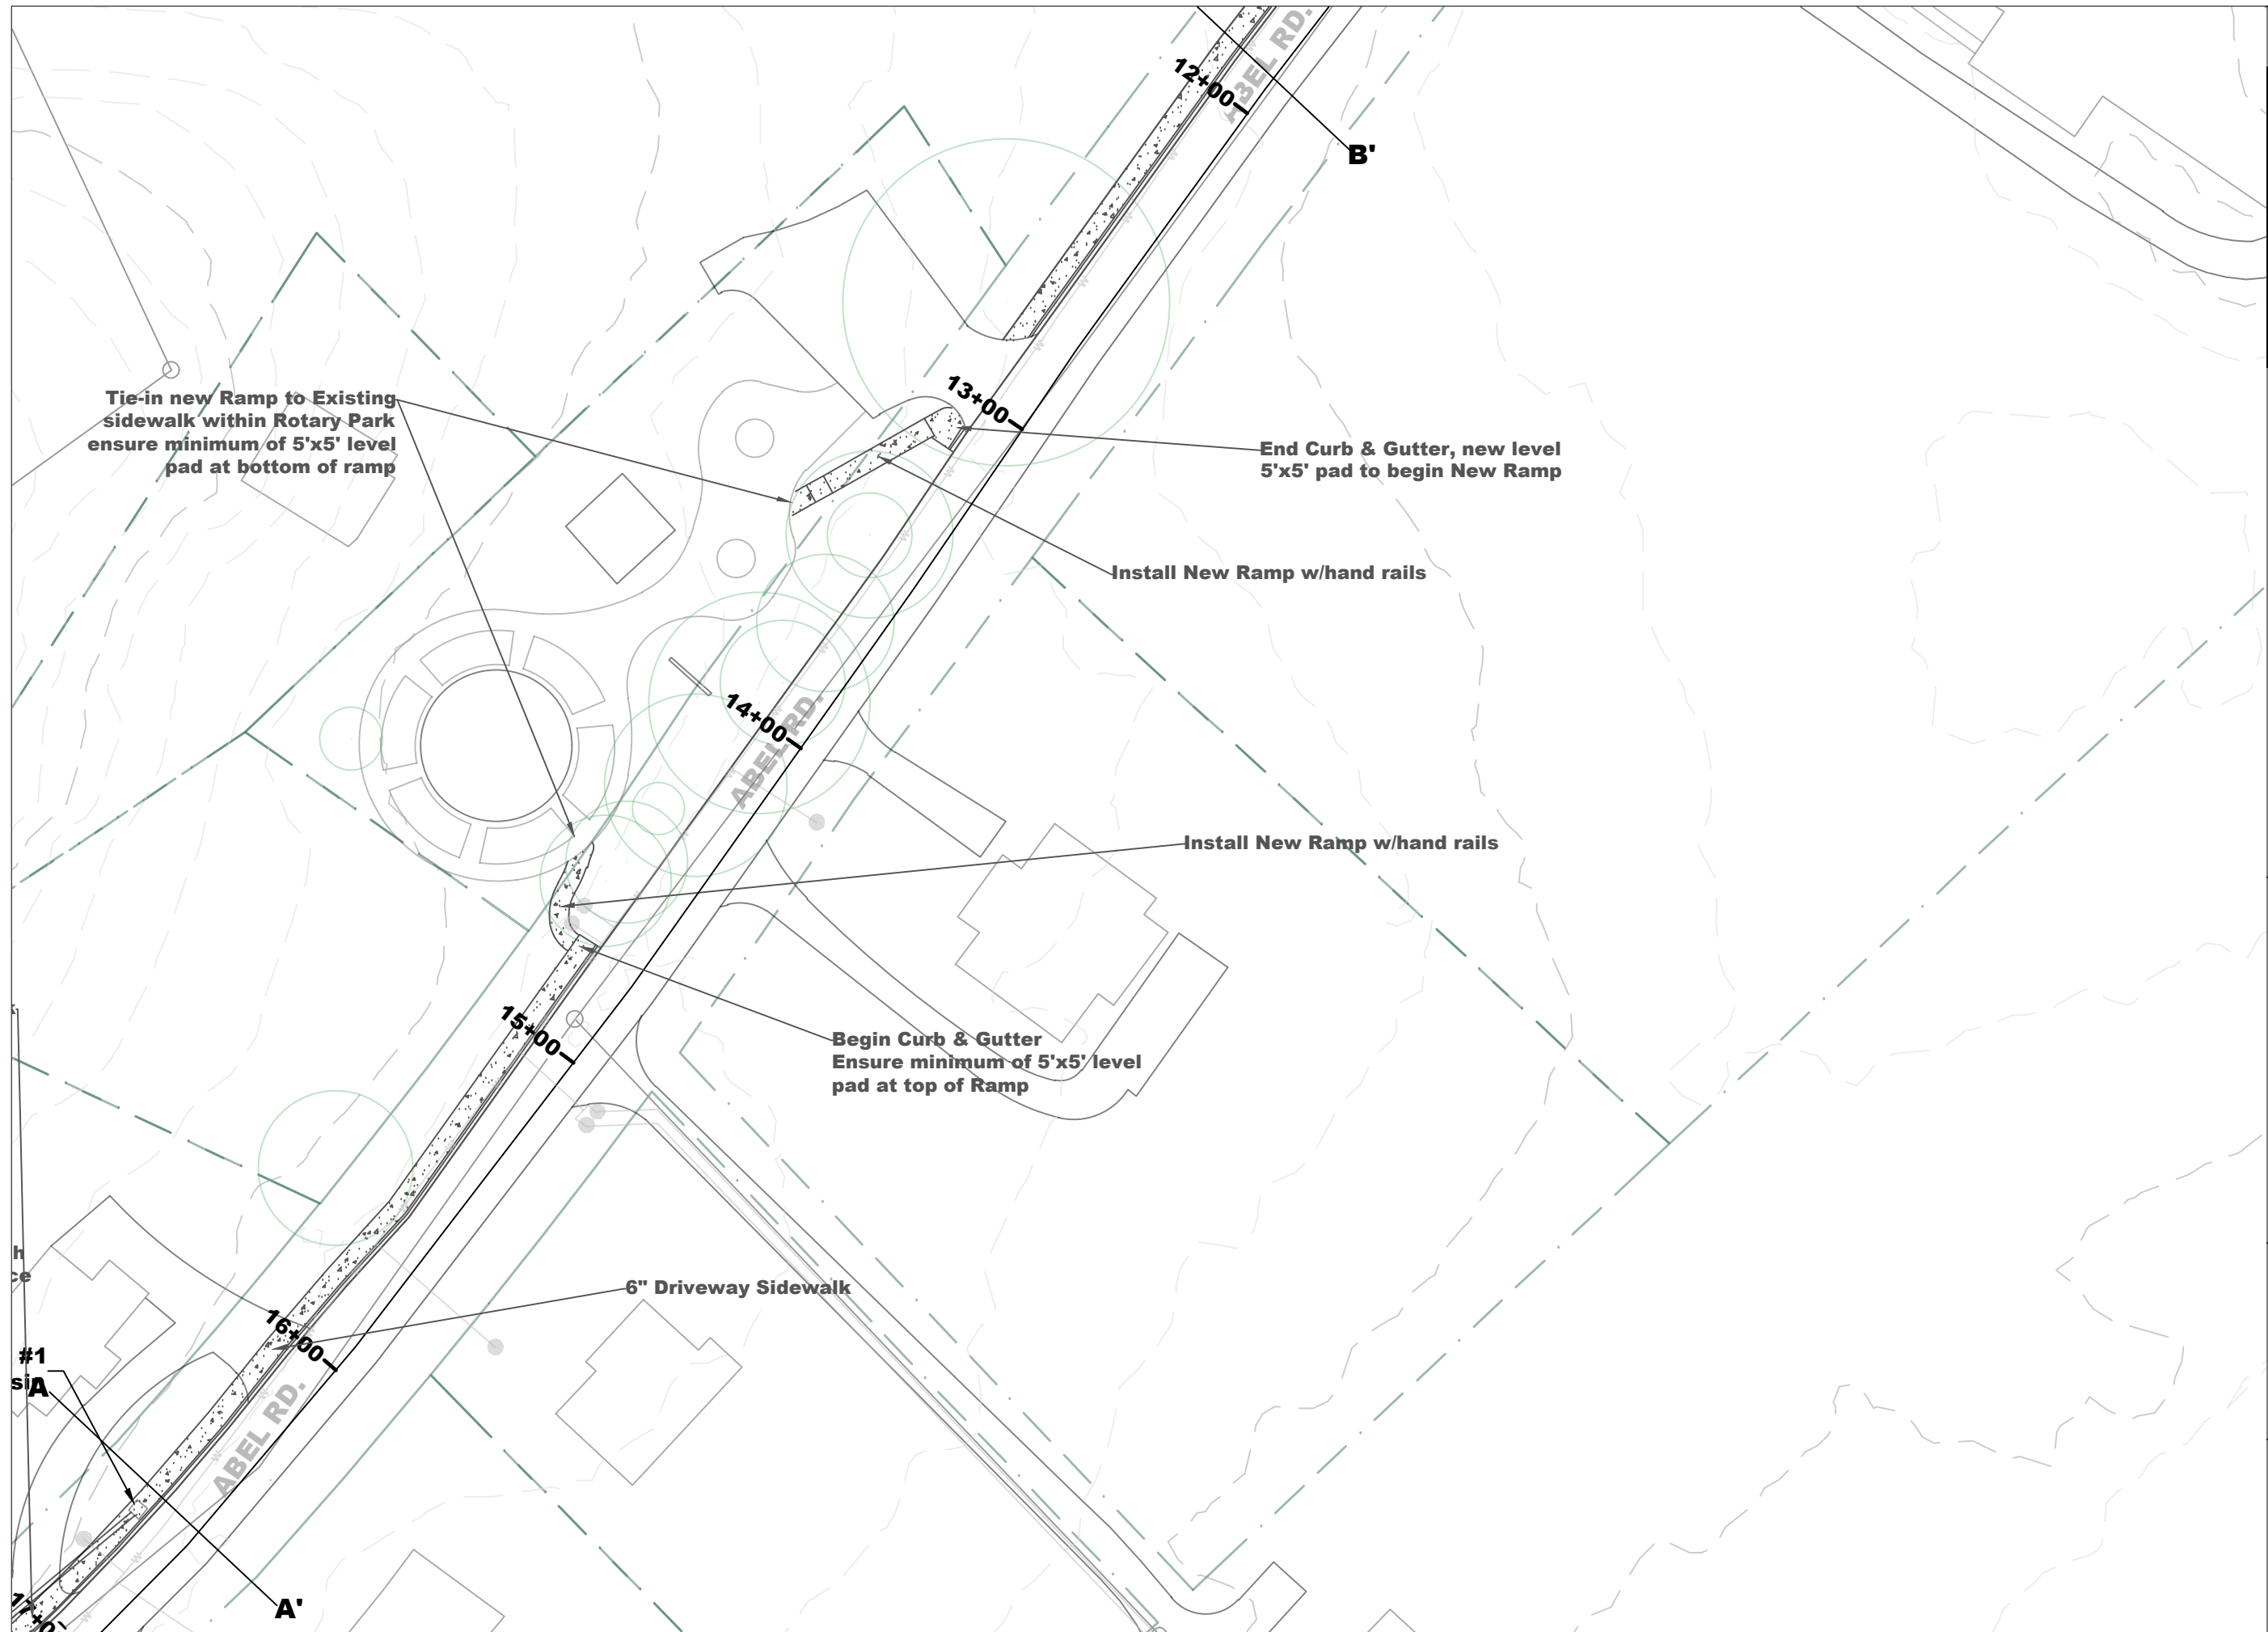 ABEL RD.
12+00
B'
13+00
Tie-in new Ramp to Existing
sidewalk within Rotary Park
ensure minimum of 5'x5' level
pad at bottom of ramp
End Curb & Gutter, new level
5'x5' pad to begin New Ramp
Install New Ramp w/hand rails
14+00
ABEL RD.
Install New Ramp w/hand rails
15+00
Begin Curb & Gutter
Ensure minimum of 5'x5' level
pad at top of Ramp
6" Driveway Sidewalk
16+00
#1
A
ABEL RD.
A'